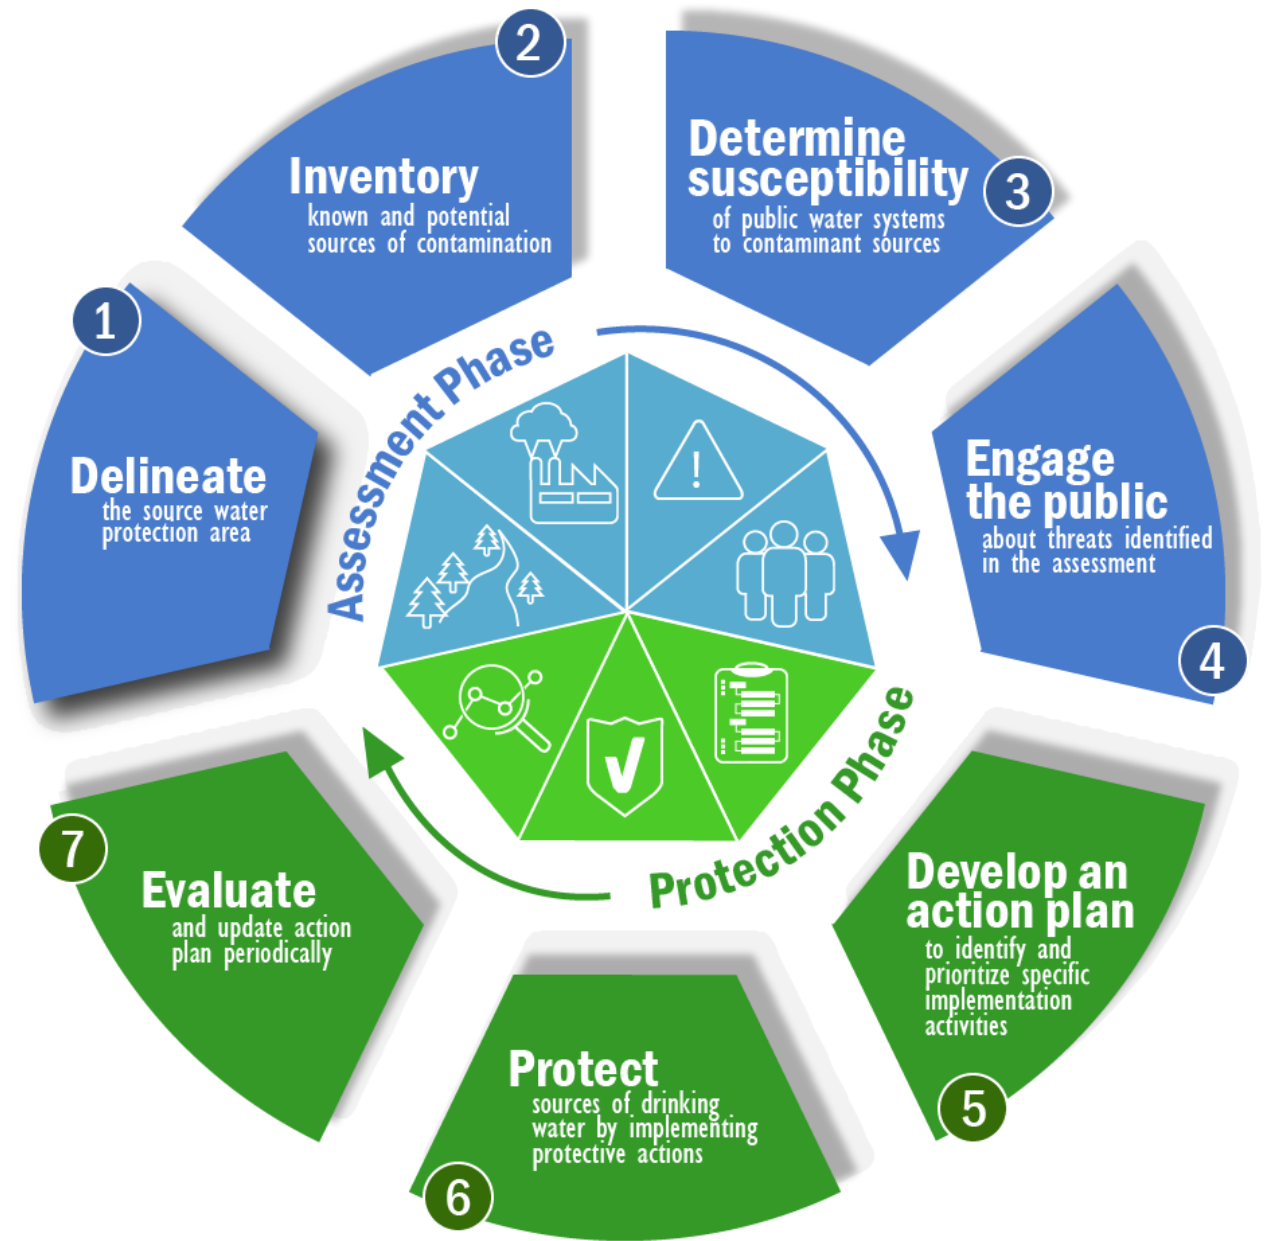 1
Delineate
the source water
protection area
2
Inventory
known and potential
sources of contamination
3
Determine
susceptibility
of public water systems
to contaminant sources
4
Engage
the public
about threats identified
in the assessment
5
Develop an
action plan
to identify and
prioritize specific
implementation
activities
6
Protect
sources of drinking
water by implementing
protective actions
7
Evaluate
and update action
plan periodically
Assessment Phase
!
Protection Phase